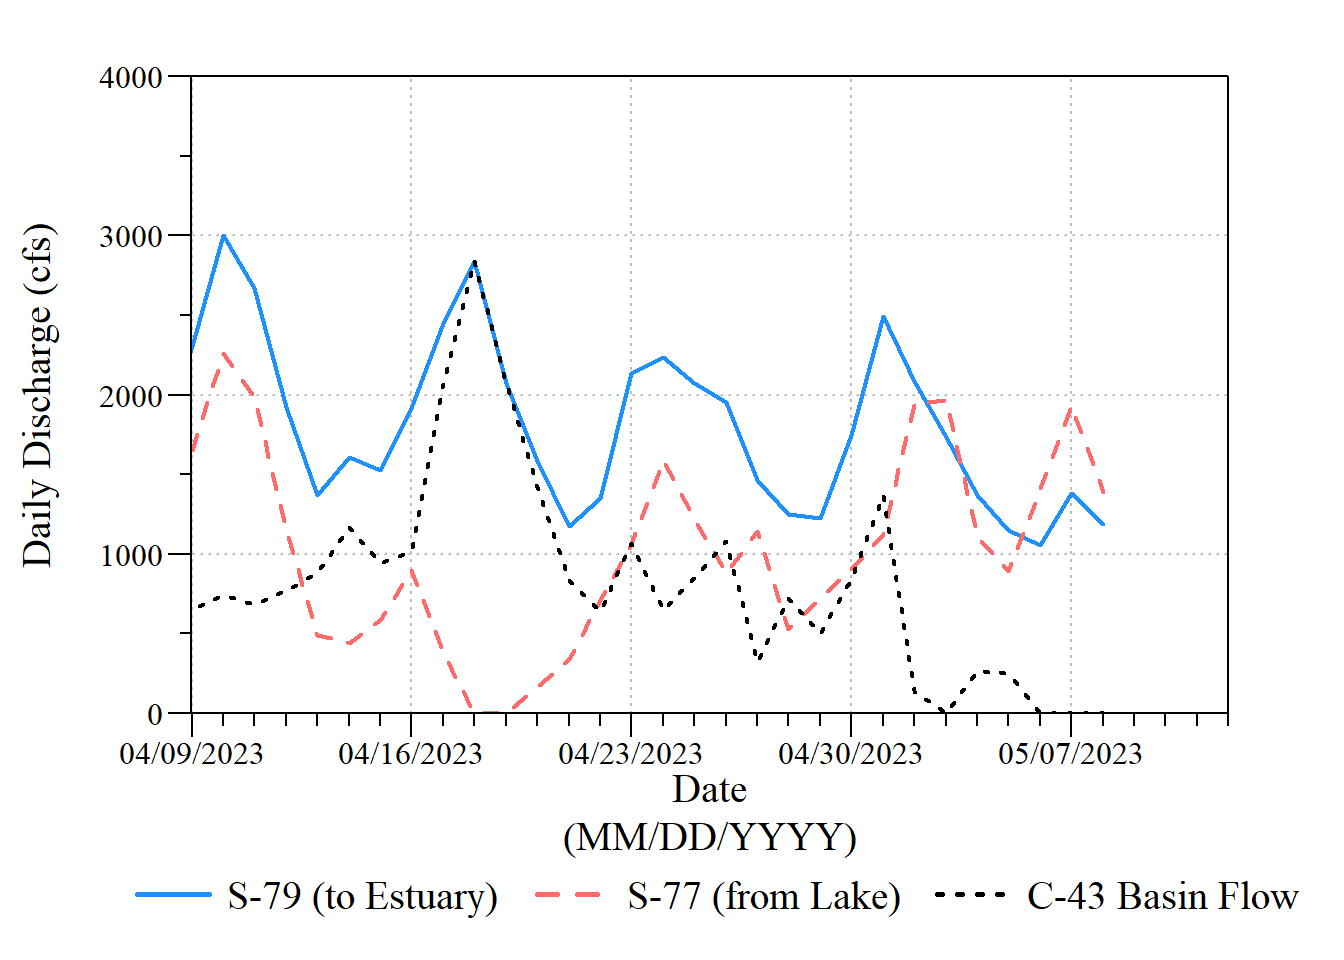 4000
3000
2000
1000
0
Daily Discharge (cfs)
04/09/2023 04/16/2023 04/23/2023 04/30/2023 05/07/2023
Date
(MM/DD/YYYY)
S-79 (to Estuary) S-77 (from Lake) C-43 Basin Flow